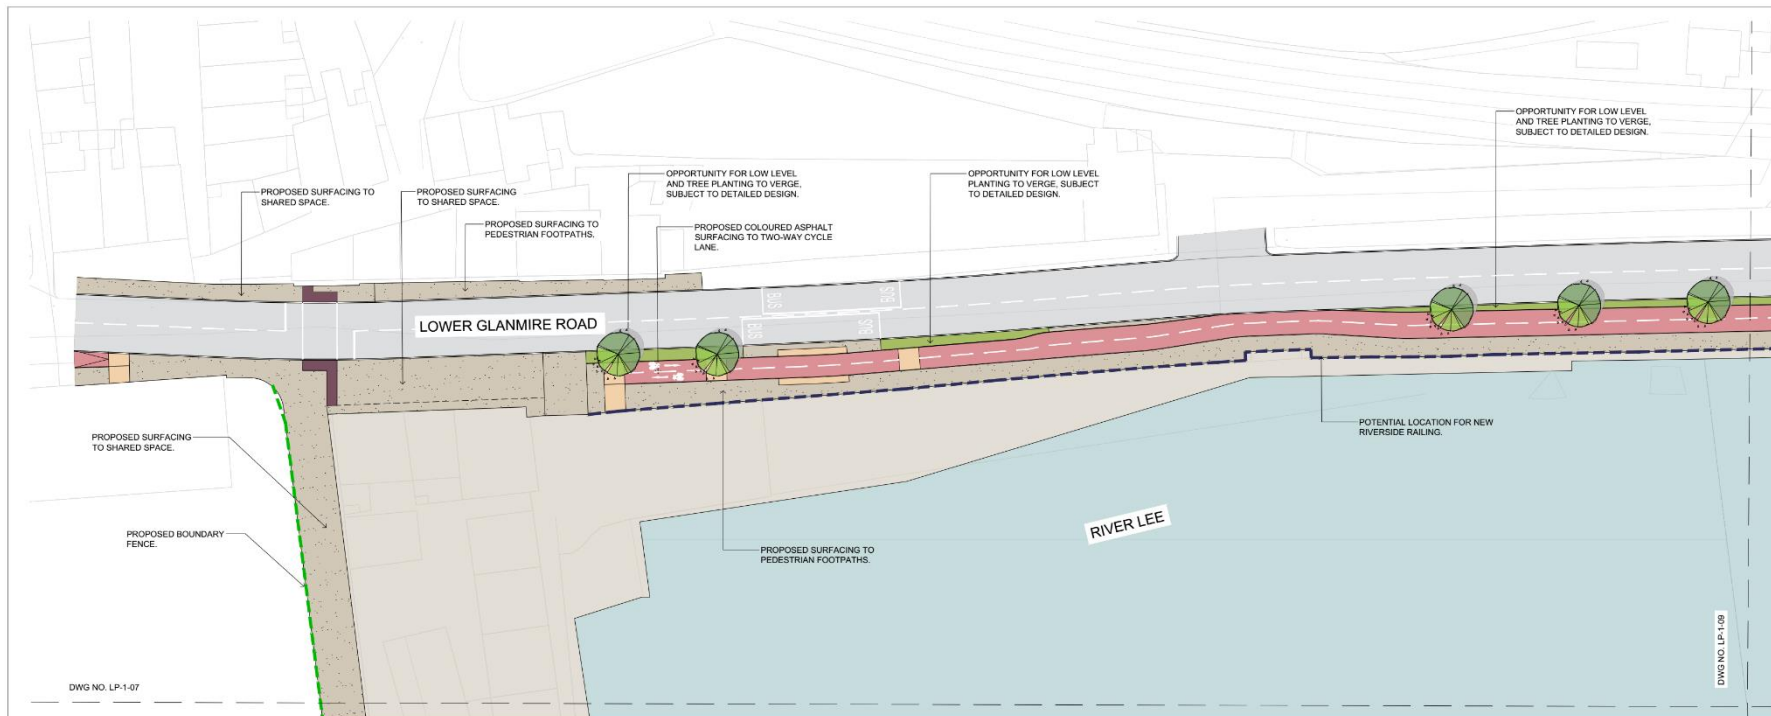 OPPORTUNITY FOR LOW LEVEL
AND TREE PLANTING TO VERGE,
SUBJECT TO DETAILED DESIGN.
OPPORTUNITY FOR LOW LEVEL
AND TREE PLANTING TO VERGE,
SUBJECT TO DETAILED DESIGN.
OPPORTUNITY FOR LOW LEVEL
PLANTING TO VERGE, SUBJECT
TO DETAILED DESIGN.
PROPOSED SURFACING TO
SHARED SPACE.
PROPOSED SURFACING
TO SHARED SPACE.
PROPOSED SURFACING TO
PEDESTRIAN FOOTPATHS.
PROPOSED COLOURED ASPHALT
SURFACING TO TWO-WAY CYCLE
LANE.
BUS
BUS
LOWER GLANMIRE ROAD
BUS
BUS
POTENTIAL LOCATION FOR NEW
RIVERSIDE RAILING.
PROPOSED SURFACING
TO SHARED SPACE.
RIVER LEE
PROPOSED BOUNDARY
FENCE.
PROPOSED SURFACING TO
PEDESTRIAN FOOTPATHS.
DWG NO. LP-1-07
DWG NO. LP-1-09